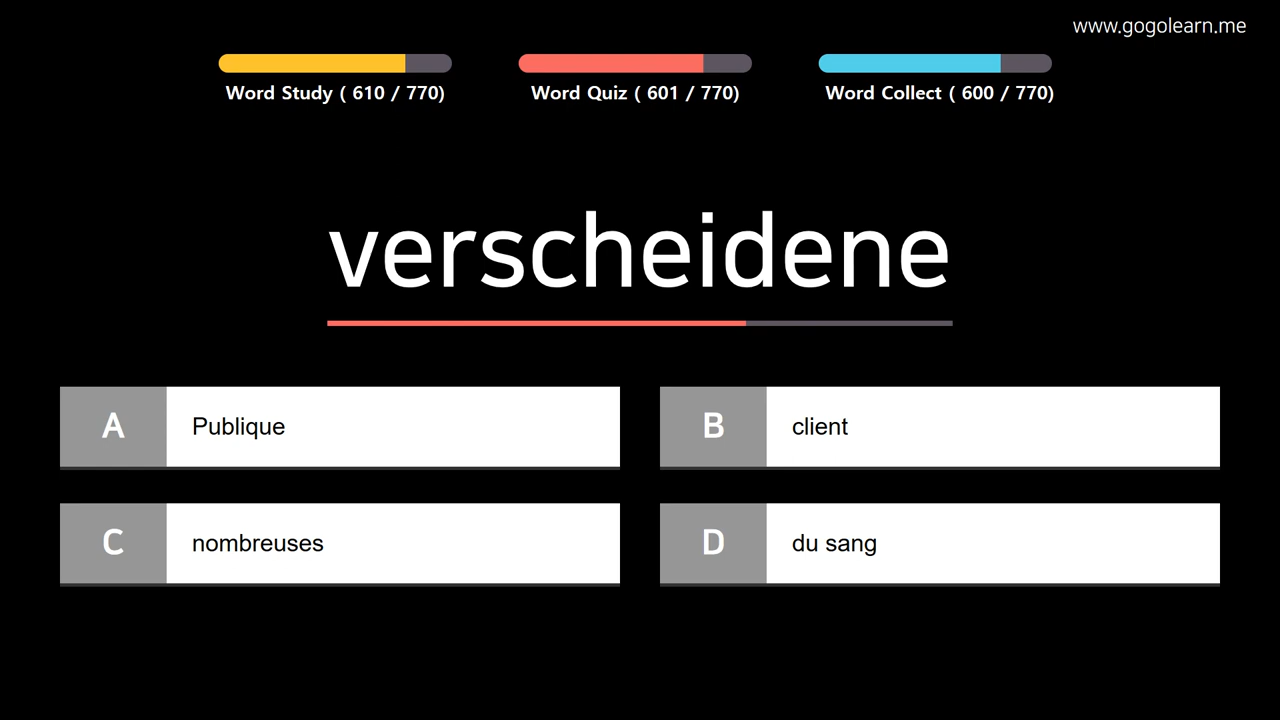 www.gogolearn.me
Word Study ( 610 / 770)
Word Quiz ( 601 / 770)
Word Collect ( 600 / 770)
verscheidene
A Publique
B client
C nombreuses
D du sang